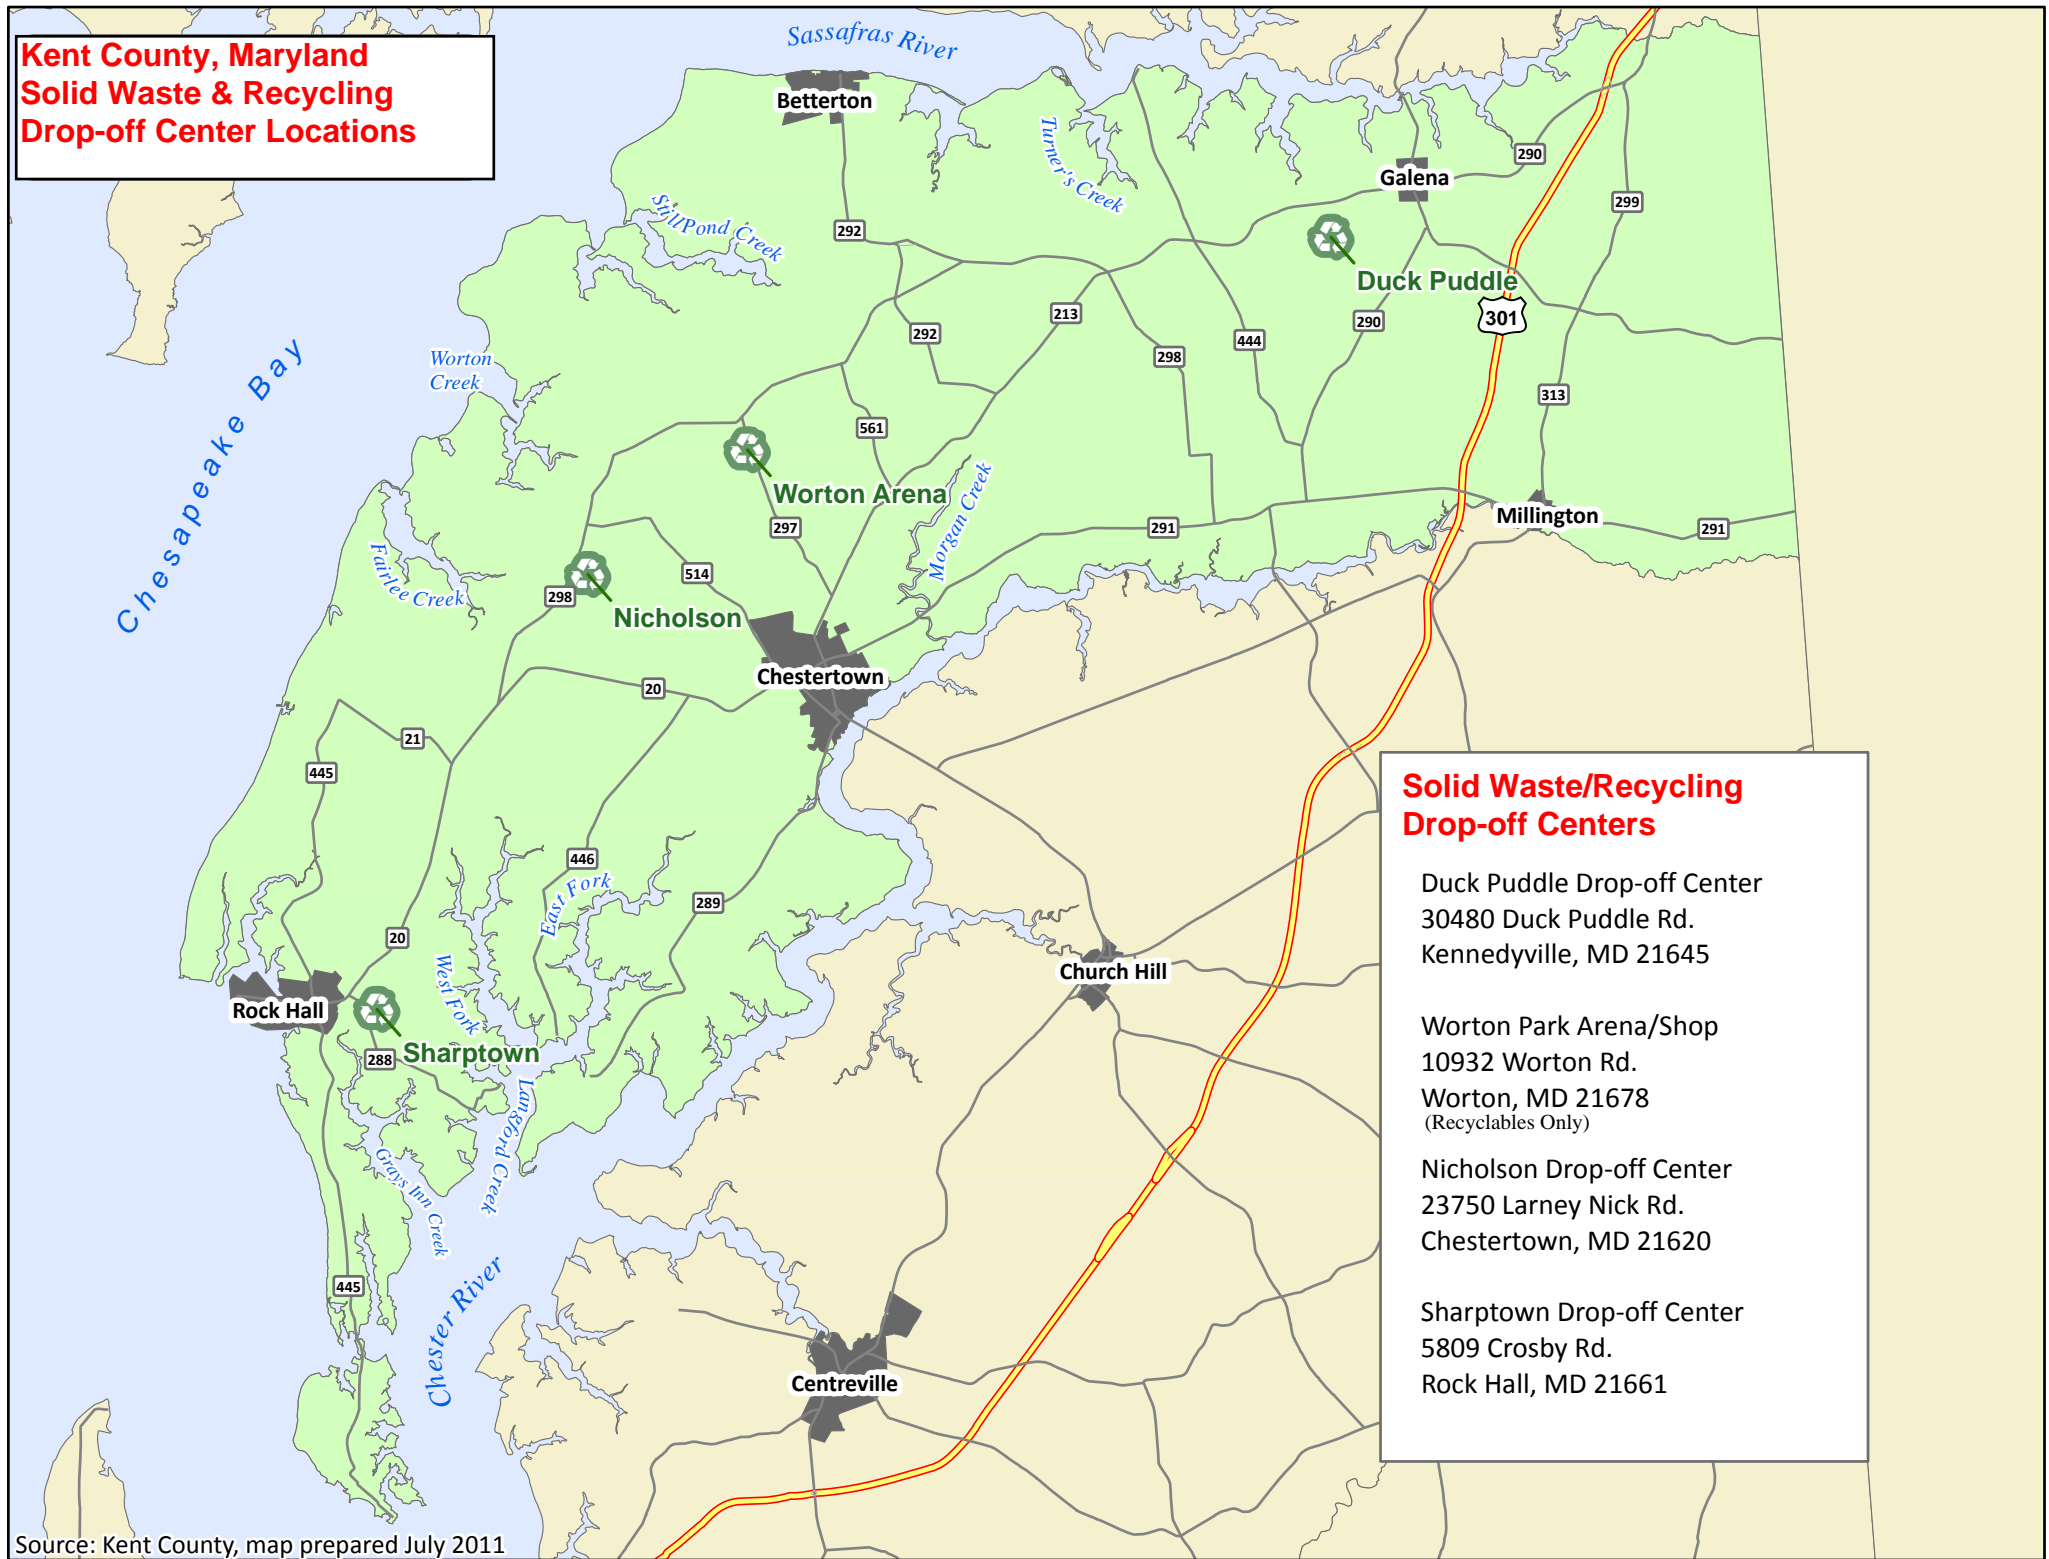 Kent County, Maryland
Solid Waste & Recycling
Drop-off Center Locations
Sassafras River
Betterton
Turner's Creek
290
Galena
299
Still Pond Creek
292
Duck Puddle
301
292
213
290
444
298
Worton
Creek
Chesapeake Bay
313
561
Worton Arena
Morgan Creek
297
291
Millington
291
Fairlee Creek
514
298
Nicholson
Chestertown
20
21
445
446
East Fork
289
20
West Fork
Rock Hall
Church Hill
288
Sharptown
Langford Creek
Grays Inn Creek
445
Chester River
Centreville
Solid Waste/Recycling
Drop-off Centers
Duck Puddle Drop-off Center
30480 Duck Puddle Rd.
Kennedyville, MD 21645
Worton Park Arena/Shop
10932 Worton Rd.
Worton, MD 21678
(Recyclables Only)
Nicholson Drop-off Center
23750 Larney Nick Rd.
Chestertown, MD 21620
Sharptown Drop-off Center
5809 Crosby Rd.
Rock Hall, MD 21661
Source: Kent County, map prepared July 2011